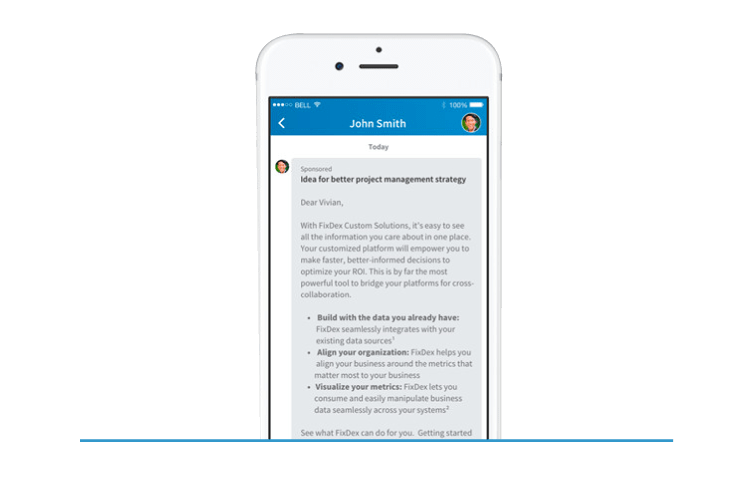 BELL 100%
John Smith
Today
Sponsored
Idea for better project management strategy
Dear Vivian,
With FixDex Custom Solutions, it's easy to see
all the information you care about in one place.
Your customized platform will empower you to
make faster, better-informed decisions to
optimize your ROI. This is by far the most
powerful tool to bridge your platforms for cross-
collaboration.
• Build with the data you already have:
FixDex seamlessly integrates with your
existing data sources¹
• Align your organization: FixDex helps you
align your business around the metrics that
matter most to your business
• Visualize your metrics: FixDex lets you
consume and easily manipulate business
data seamlessly across your systems²
See what FixDex can do for you. Getting started